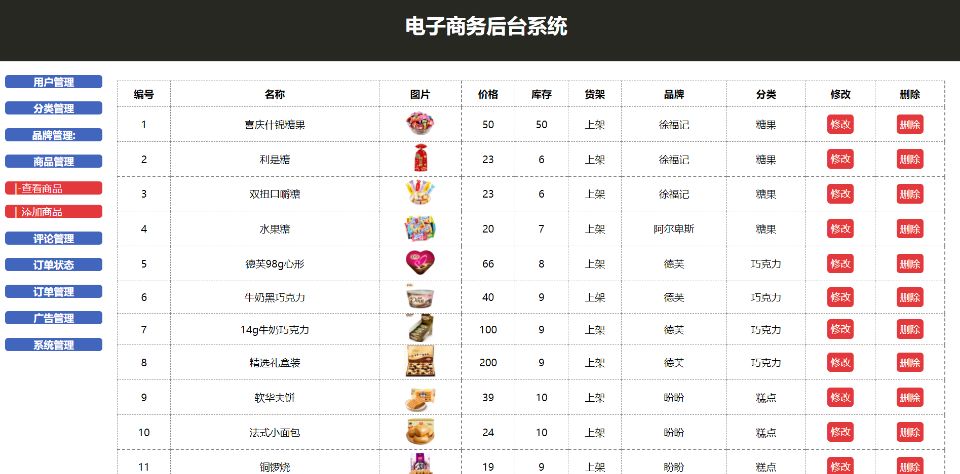 电子商务后台系统
用户管理
分类管理
品牌管理:
商品管理
|-查看商品
|-添加商品
评论管理
订单状态
订单管理
广告管理
系统管理
编号 名称 图片 价格 库存 货架 品牌 分类 修改 删除
1 喜庆什锦糖果 50 50 上架 徐福记 糖果 修改 删除
2 利是糖 23 6 上架 徐福记 糖果 修改 删除
3 双扭口嚼糖 23 6 上架 徐福记 糖果 修改 删除
4 水果糖 20 7 上架 阿尔卑斯 糖果 修改 删除
5 德芙98g心形 66 8 上架 德芙 巧克力 修改 删除
6 牛奶黑巧克力 40 9 上架 德芙 巧克力 修改 删除
7 14g牛奶巧克力 100 9 上架 德芙 巧克力 修改 删除
8 精选礼盒装 200 9 上架 德芙 巧克力 修改 删除
9 软华夫饼 39 10 上架 盼盼 糕点 修改 删除
10 法式小面包 24 10 上架 盼盼 糕点 修改 删除
11 铜锣烧 19 9 上架 盼盼 糕点 修改 删除